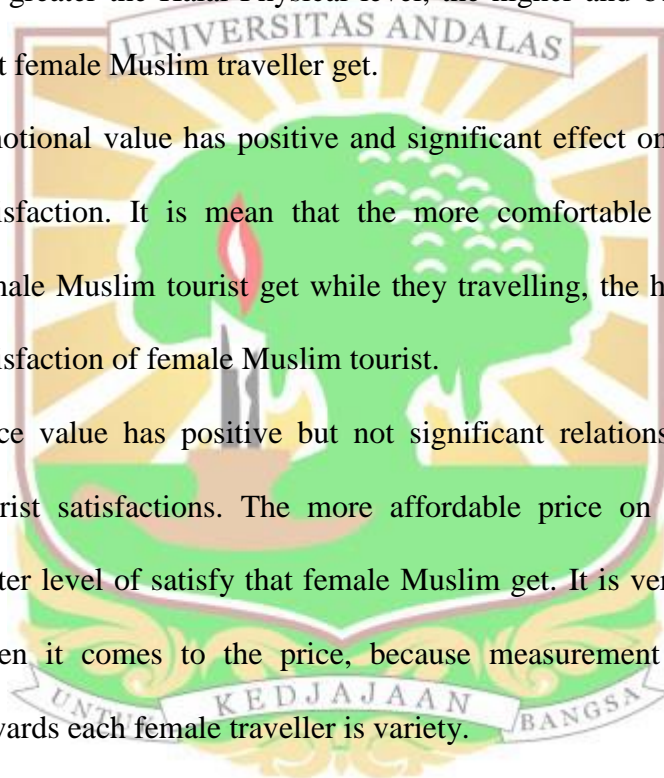 greater the Halal Physical level, the higher and
UNIVERSITAS ANDALAS
t female Muslim traveller get.
notional value has positive and significant effect on
isfaction. It is mean that the more comfortable
nale Muslim tourist get while they travelling, the h
tisfaction of female Muslim tourist.
ce value has positive but not significant relations
rist satisfactions. The more affordable price on
tter level of satisfy that female Muslim get. It is ver
en it comes to the price, because measurement
wards each female traveller is variety.
UNTUK KEDJAJAAN BANGSA